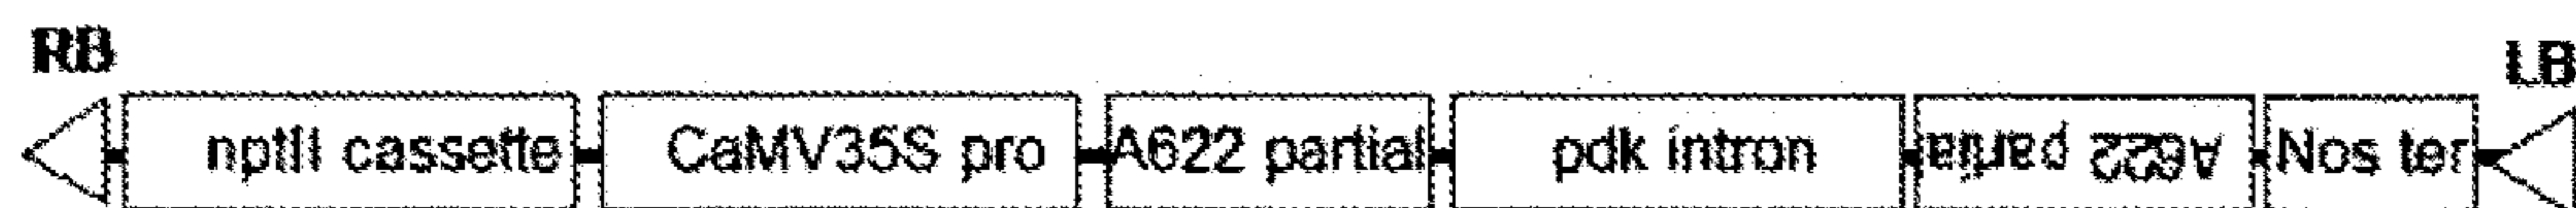 RB
LB
nptII cassette CaMV35S pro A622 partial pdk intron A622 partial Nos ter